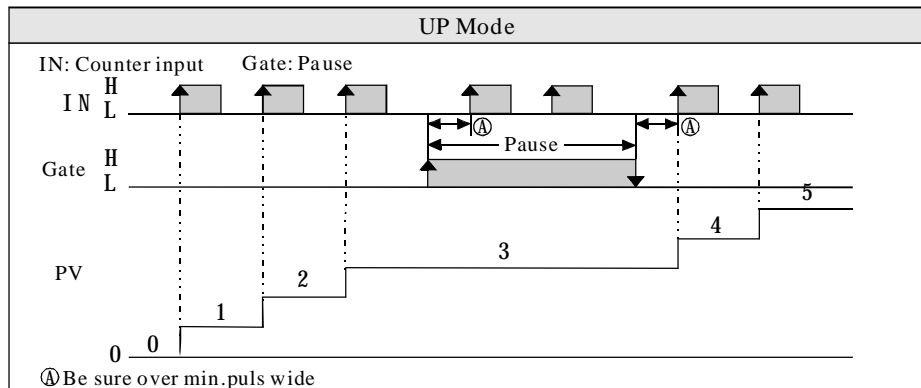 UP Mode
IN: Counter input Gate: Pause
IN H
L
Ⓐ Ⓐ
Pause
Gate H
L
5
4
3
PV
2
1
0 0
Ⓐ Be sure over min.puls wide